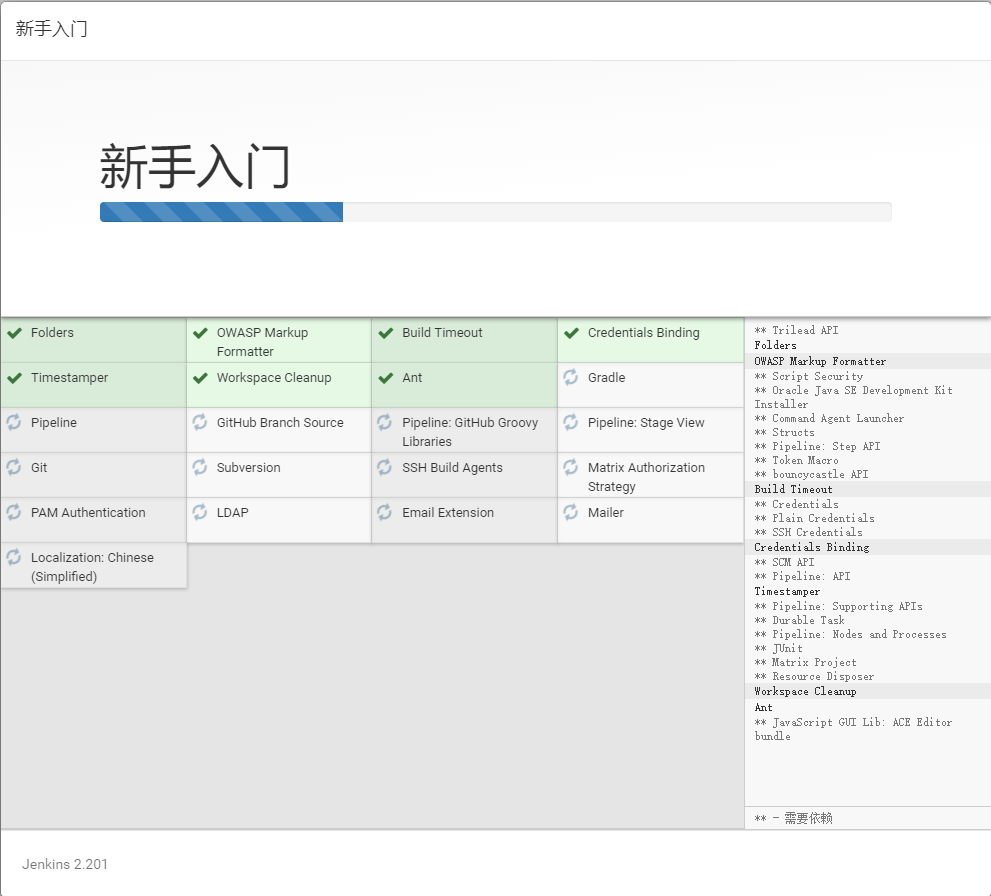 新手入门
新手入门
Folders
OWASP Markup
Formatter
Build Timeout
Credentials Binding
Timestamper
Workspace Cleanup
Ant
Gradle
Pipeline
GitHub Branch Source
Pipeline: GitHub Groovy
Libraries
Pipeline: Stage View
Git
Subversion
SSH Build Agents
Matrix Authorization
Strategy
PAM Authentication
LDAP
Email Extension
Mailer
Localization: Chinese
(Simplified)
** Trilead API
Folders
OWASP Markup Formatter
** Script Security
** Oracle Java SE Development Kit
Installer
** Command Agent Launcher
** Structs
** Pipeline: Step API
** Token Macro
** bouncycastle API
Build Timeout
** Credentials
** Plain Credentials
** SSH Credentials
Credentials Binding
** SCM API
** Pipeline: API
Timestamper
** Pipeline: Supporting APIs
** Durable Task
** Pipeline: Nodes and Processes
** JUnit
** Matrix Project
** Resource Disposer
Workspace Cleanup
Ant
** JavaScript GUI Lib: ACE Editor
bundle
** - 需要依赖
Jenkins 2.201